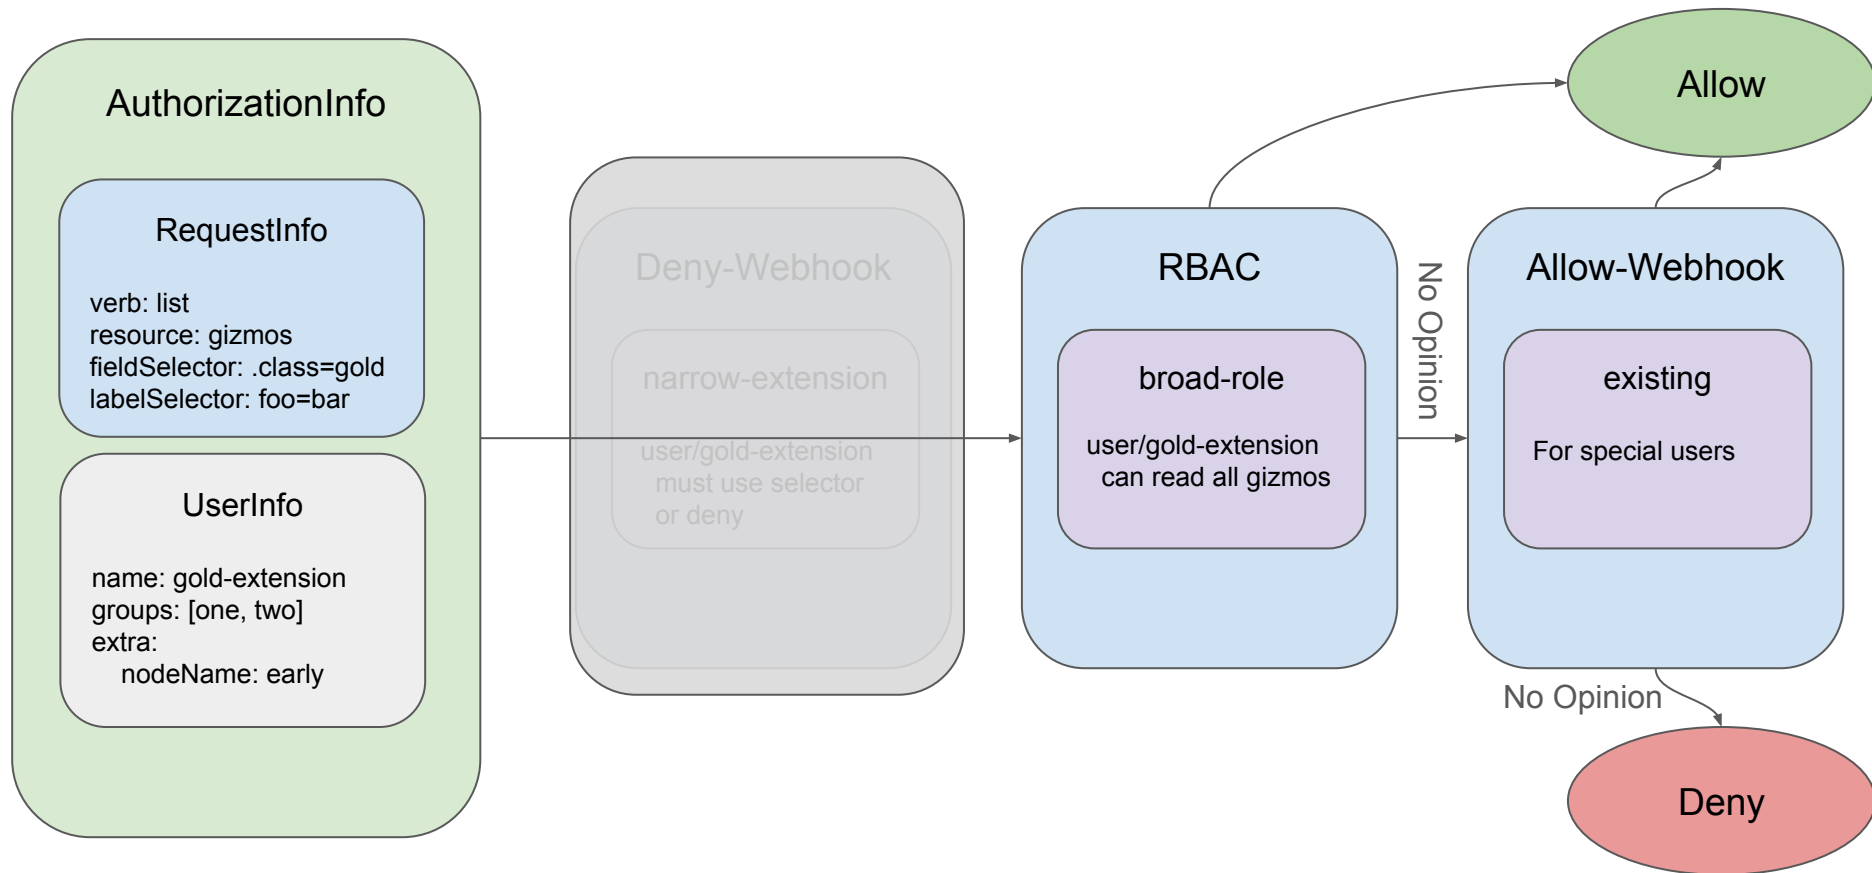 AuthorizationInfo
RequestInfo
verb: list
resource: gizmos
fieldSelector: .class=gold
labelSelector: foo=bar
UserInfo
name: gold-extension
groups: [one, two]
extra:
nodeName: early
Deny-Webhook
narrow-extension
user/gold-extension
must use selector
or deny
RBAC
broad-role
user/gold-extension
can read all gizmos
No Opinion
Allow-Webhook
existing
For special users
No Opinion
Allow
Deny